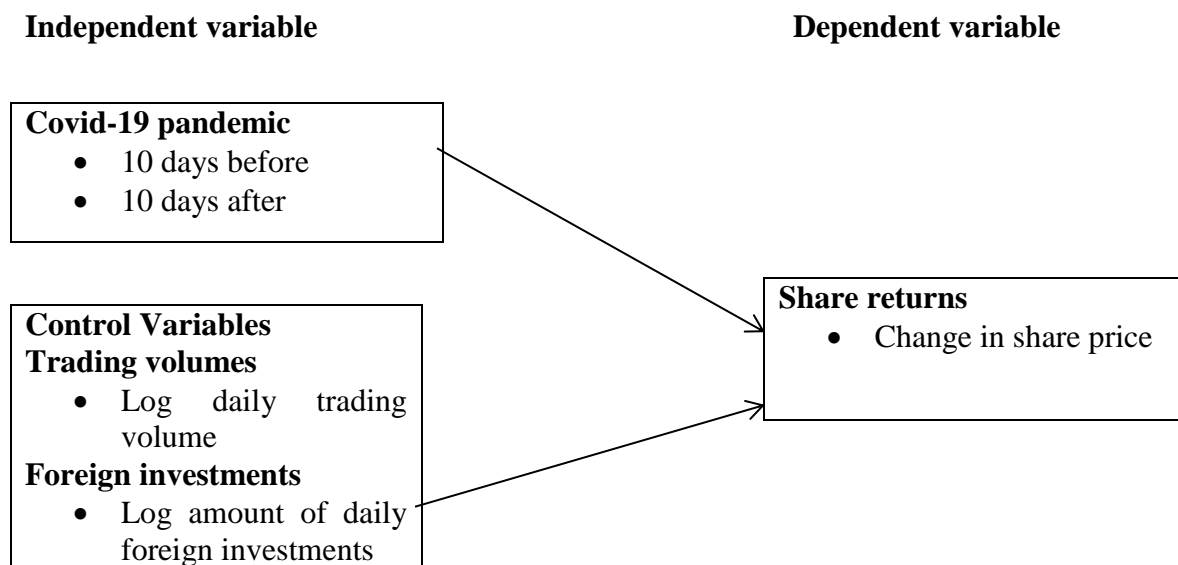 Independent variable
Dependent variable
Covid-19 pandemic
• 10 days before
• 10 days after
Control Variables
Trading volumes
• Log daily trading
volume
Foreign investments
• Log amount of daily
foreign investments
Share returns
• Change in share price